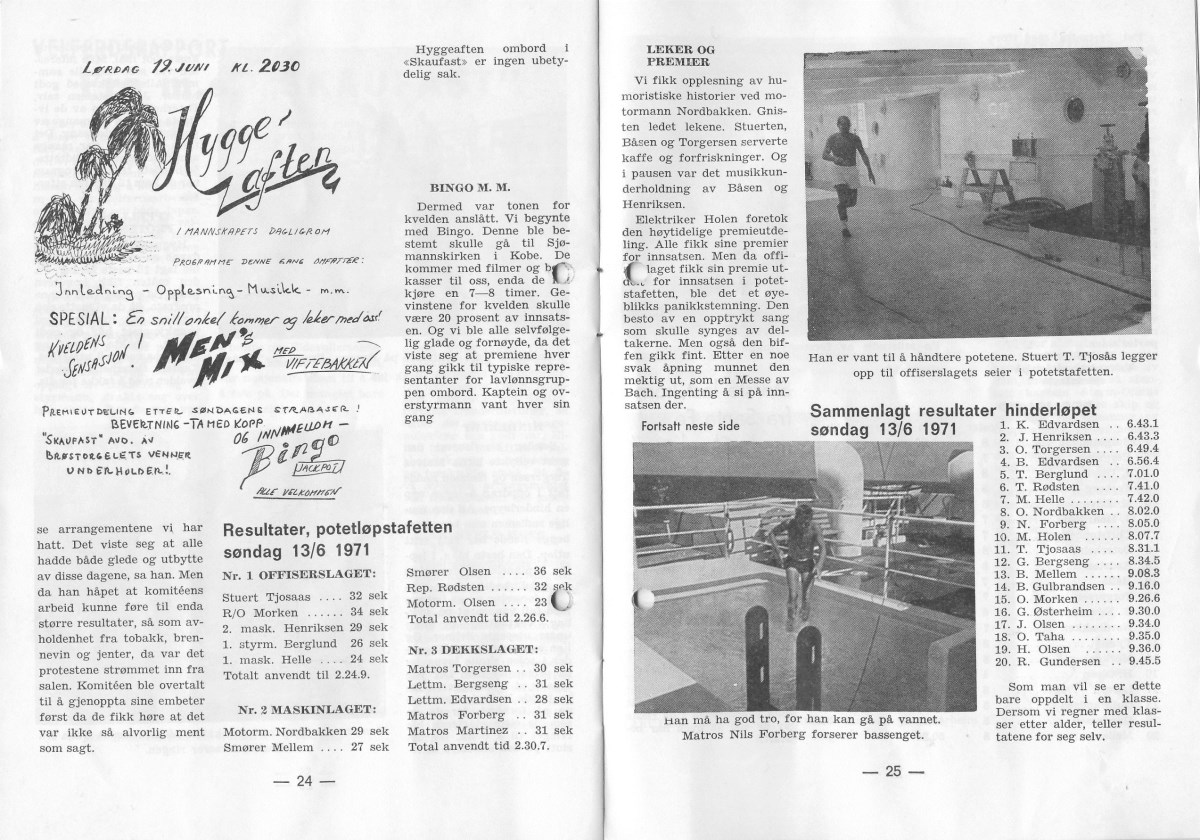 LØRDAG 19. JUNI KL. 2030
Hygge-
aften
I MANNSKAPETS DAGLIGROM
PROGRAMME DENNE GANG OMFATTER:
Innledning - Opplesning - Musikk - m.m.
SPESIAL: En snill onkel kommer og leker med oss!
KVELDENS
SENSASJON!
MEN'S
MIX
MED
VIFTEBAKKEN
PREMIEUTDELING ETTER SØNDAGENS STRABASER!
BEVERTNING - TA MED KOPP
"SKAUFAST" AVD. AV
BRØSTORGELETS VENNER
UNDERHOLDER!
OG INNIMELLOM -
Bingo
JACKPOT!
ALLE VELKOMMEN
se arrangementene vi har
hatt. Det viste seg at alle
hadde både glede og utbytte
av disse dagene, sa han. Men
da han håpet at komitéens
arbeid kunne føre til enda
større resultater, så som av-
holdenhet fra tobakk, bren-
nevin og jenter, da var det
protestene strømmet inn fra
salen. Komitéen ble overtalt
til å gjenoppta sine embeter
først da de fikk høre at det
var ikke så alvorlig ment
som sagt.
Hyggeaften ombord i
«Skaufast» er ingen ubety-
delig sak.
BINGO M. M.
Dermed var tonen for
kvelden anslått. Vi begynte
med Bingo. Denne ble be-
stemt skulle gå til Sjø-
mannskirken i Kobe. De
kommer med filmer og
kasser til oss, enda de
kjøre en 7—8 timer. Ge-
vinstene for kvelden skulle
være 20 prosent av innsats-
en. Og vi ble alle selvfølge-
lig glade og fornøyde, da det
viste seg at premiene hver
gang gikk til typiske repre-
sentanter for lavlønnsgrup-
pen ombord. Kaptein og ov-
erstyrmann vant hver sin
gang
Resultater, potetløpstafetten
søndag 13/6 1971
Nr. 1 OFFISERSLAGET:
Stuert Tjosaas .... 32 sek
R/O Morken ...... 34 sek
2. mask. Henriksen 29 sek
1. styrm. Berglund 26 sek
1. mask. Helle .... 24 sek
Totalt anvendt til 2.24.9.
Nr. 2 MASKINLAGET:
Motorm. Nordbakken 29 sek
Smører Mellem .... 27 sek
Smører Olsen .... 36 sek
Rep. Rødsten ...... 32 sek
Motorm. Olsen .... 23
Total anvendt tid 2.26.6.
Nr. 3 DEKKSLAGET:
Matros Torgersen .. 30 sek
Lettm. Bergseng .. 31 sek
Lettm. Edvardsen .. 28 sek
Matros Forberg .. 31 sek
Matros Martinez .. 31 sek
Total anvendt tid 2.30.7.
— 24 —
LEKER OG
PREMIER
Vi fikk opplesning av hu-
moristiske historier ved mo-
tormann Nordbakken. Gnis-
ten ledet lekene. Stuerten,
Båsen og Torgersen serverte
kaffe og forfriskninger. Og
i pausen var det musikkun-
derholdning av Båsen og
Henriksen.
Elektriker Holen foretok
den høytidelige premieutde-
ling. Alle fikk sine premier
for innsatsen. Men da offi-
laget fikk sin premie ut-
for innsatsen i potet-
stafetten, ble det et øye-
blikks panikkstemning. Den
besto av en opptrykt sang
som skulle synges av del-
takerne. Men også den bif-
fen gikk fint. Etter en noe
svak åpning munnet den
mektig ut, som en Messe av
Bach. Ingenting å si på inn-
satsen der.
Fortsatt neste side
Han er vant til å håndtere potetene. Stuert T. Tjosås legger
opp til offiserslagets seier i potetstafetten.
Sammenlagt resultater hinderløpet
søndag 13/6 1971
1. K. Edvardsen .. 6.43.1
2. J. Henriksen .... 6.43.3
3. O. Torgersen .... 6.49.4
4. B. Edvardsen .. 6.56.4
5. T. Berglund .... 7.01.0
6. T. Rødsten .... 7.41.0
7. M. Helle ........ 7.42.0
8. O. Nordbakken .. 8.02.0
9. N. Forberg .... 8.05.0
10. M. Holen ...... 8.07.7
11. T. Tjosaas .... 8.31.1
12. G. Bergseng .... 8.34.5
13. B. Mellem ...... 9.08.3
14. B. Gulbrandsen .. 9.16.0
15. O. Morken ...... 9.26.6
16. G. Østerheim .... 9.30.0
17. J. Olsen ........ 9.34.0
18. O. Taha ........ 9.35.0
19. H. Olsen ...... 9.36.0
20. R. Gundersen .. 9.45.5
Som man vil se er dette
bare oppdelt i en klasse.
Dersom vi regner med klas-
ser etter alder, teller resul-
tatene for seg selv.
Han må ha god tro, for han kan gå på vannet.
Matros Nils Forberg forserer bassenget.
— 25 —